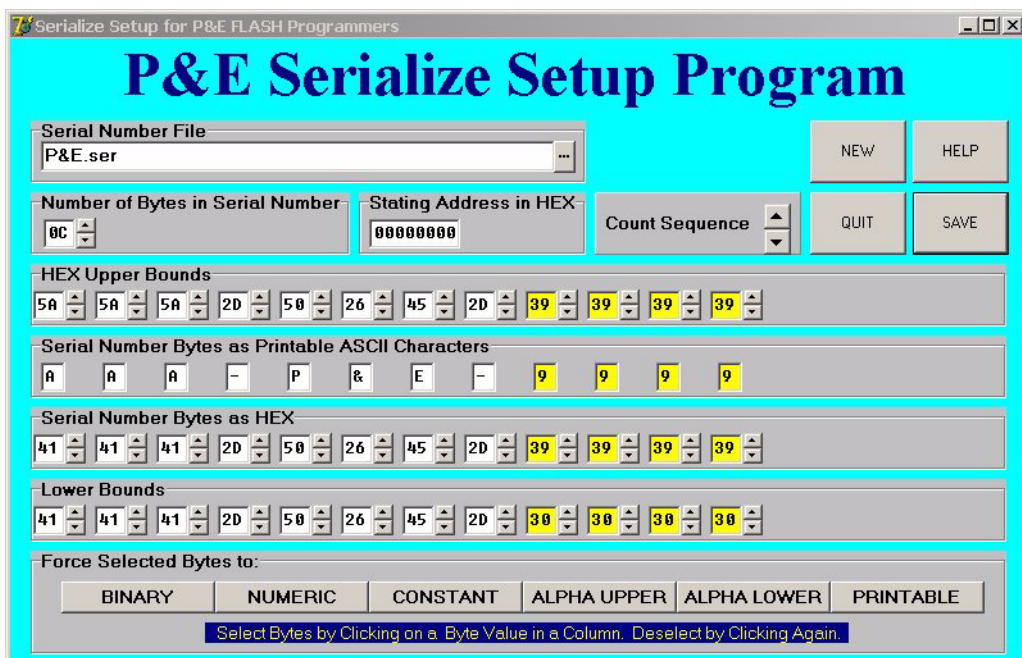 Serialize Setup for P&E FLASH Programmers
P&E Serialize Setup Program
Serial Number File
P&E.ser ...
NEW HELP
Number of Bytes in Serial Number Stating Address in HEX
0C 00000000 Count Sequence QUIT SAVE
HEX Upper Bounds
5A 5A 5A 2D 50 26 45 2D 39 39 39 39
Serial Number Bytes as Printable ASCII Characters
A A A - P & E - 9 9 9 9
Serial Number Bytes as HEX
41 41 41 2D 50 26 45 2D 39 39 39 39
Lower Bounds
41 41 41 2D 50 26 45 2D 30 30 30 30
Force Selected Bytes to:
BINARY NUMERIC CONSTANT ALPHA UPPER ALPHA LOWER PRINTABLE
Select Bytes by Clicking on a Byte Value in a Column. Deselect by Clicking Again.